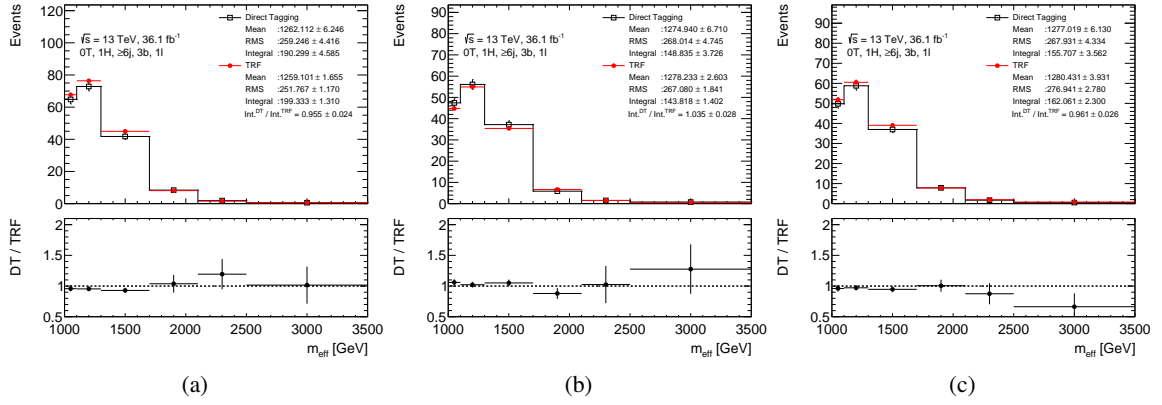 Events
120
100
80
60
40
20
0
√s = 13 TeV, 36.1 fb⁻¹
0T, 1H, ≥6j, 3b, 1l
Direct Tagging
Mean :1262.112 ± 6.246
RMS :259.246 ± 4.416
Integral :190.299 ± 4.585
TRF
Mean :1259.101 ± 1.655
RMS :251.767 ± 1.170
Integral :199.333 ± 1.310
Int.ᴰᵀ / Int.ᵀᴿᶠ = 0.955 ± 0.024
DT / TRF
2
1.5
1
0.5
1000 1500 2000 2500 3000 3500
m_eff [GeV]
(a)
Events
90
80
70
60
50
40
30
20
10
0
√s = 13 TeV, 36.1 fb⁻¹
0T, 1H, ≥6j, 3b, 1l
Direct Tagging
Mean :1274.940 ± 6.710
RMS :268.014 ± 4.745
Integral :148.835 ± 3.726
TRF
Mean :1278.233 ± 2.603
RMS :267.080 ± 1.841
Integral :143.818 ± 1.402
Int.ᴰᵀ / Int.ᵀᴿᶠ = 1.035 ± 0.028
DT / TRF
2
1.5
1
0.5
1000 1500 2000 2500 3000 3500
m_eff [GeV]
(b)
Events
90
80
70
60
50
40
30
20
10
0
√s = 13 TeV, 36.1 fb⁻¹
0T, 1H, ≥6j, 3b, 1l
Direct Tagging
Mean :1277.019 ± 6.130
RMS :267.931 ± 4.334
Integral :155.707 ± 3.562
TRF
Mean :1280.431 ± 3.931
RMS :276.941 ± 2.780
Integral :162.061 ± 2.300
Int.ᴰᵀ / Int.ᵀᴿᶠ = 0.961 ± 0.026
DT / TRF
2
1.5
1
0.5
1000 1500 2000 2500 3000 3500
m_eff [GeV]
(c)